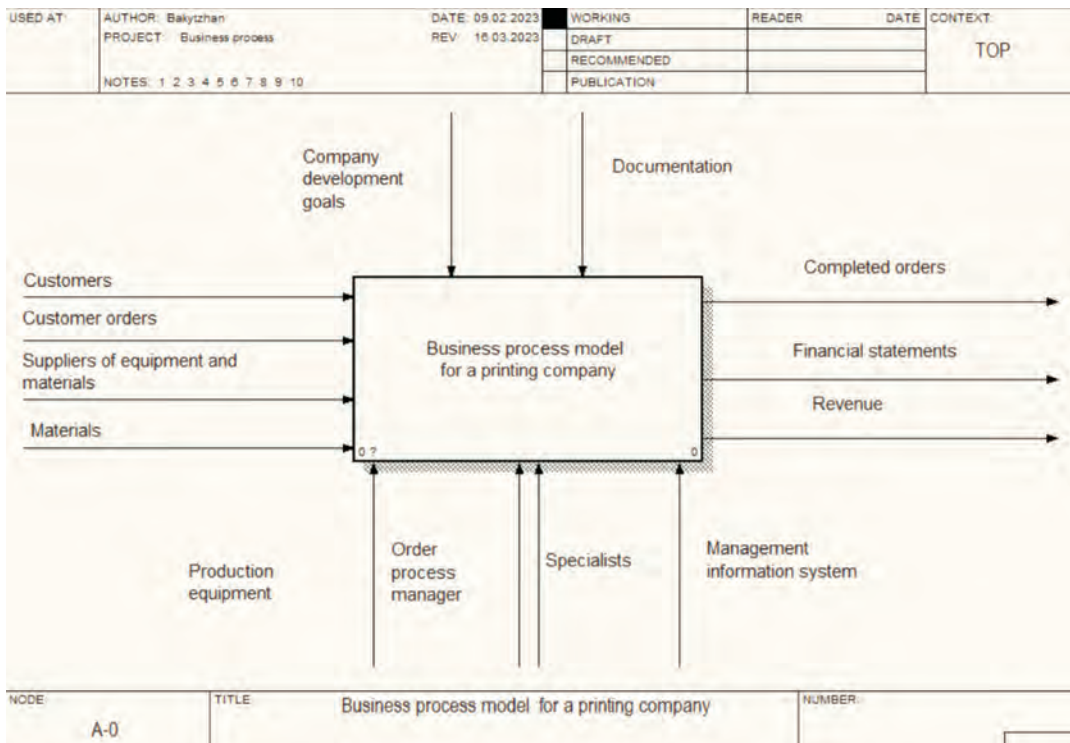 USED AT:
AUTHOR: Bakytzhan
DATE: 09.02.2023
WORKING
READER
DATE
CONTEXT:
PROJECT: Business process
REV: 16.03.2023
DRAFT
TOP
RECOMMENDED
NOTES: 1 2 3 4 5 6 7 8 9 10
PUBLICATION
Company
development
goals
Documentation
Customers
Customer orders
Suppliers of equipment and
materials
Materials
Business process model
for a printing company
0 ?
0
Completed orders
Financial statements
Revenue
Production
equipment
Order
process
manager
Specialists
Management
information system
NODE:
A-0
TITLE:
Business process model for a printing company
NUMBER: